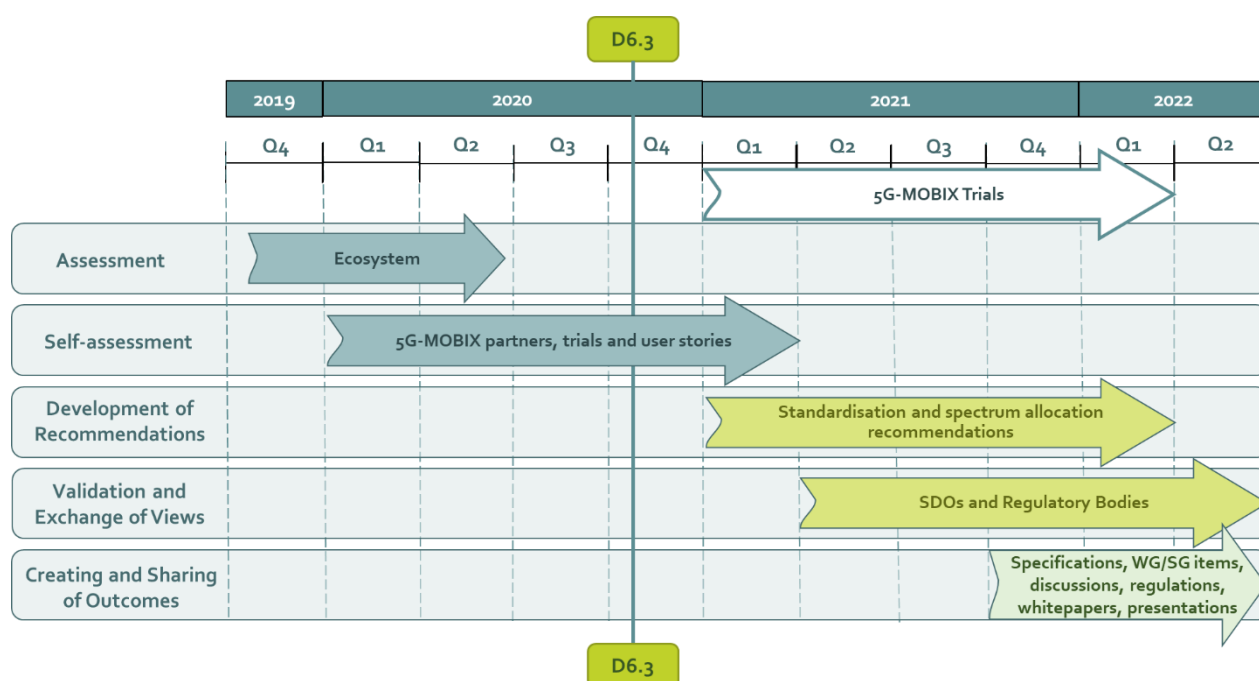 D6.3
2019 2020 2021 2022
Q4 Q1 Q2 Q3 Q4 Q1 Q2 Q3 Q4 Q1 Q2
5G-MOBIX Trials
Assessment
Ecosystem
Self-assessment
5G-MOBIX partners, trials and user stories
Development of
Recommendations
Standardisation and spectrum allocation
recommendations
Validation and
Exchange of Views
SDOs and Regulatory Bodies
Creating and Sharing
of Outcomes
Specifications, WG/SG items,
discussions, regulations,
whitepapers, presentations
D6.3